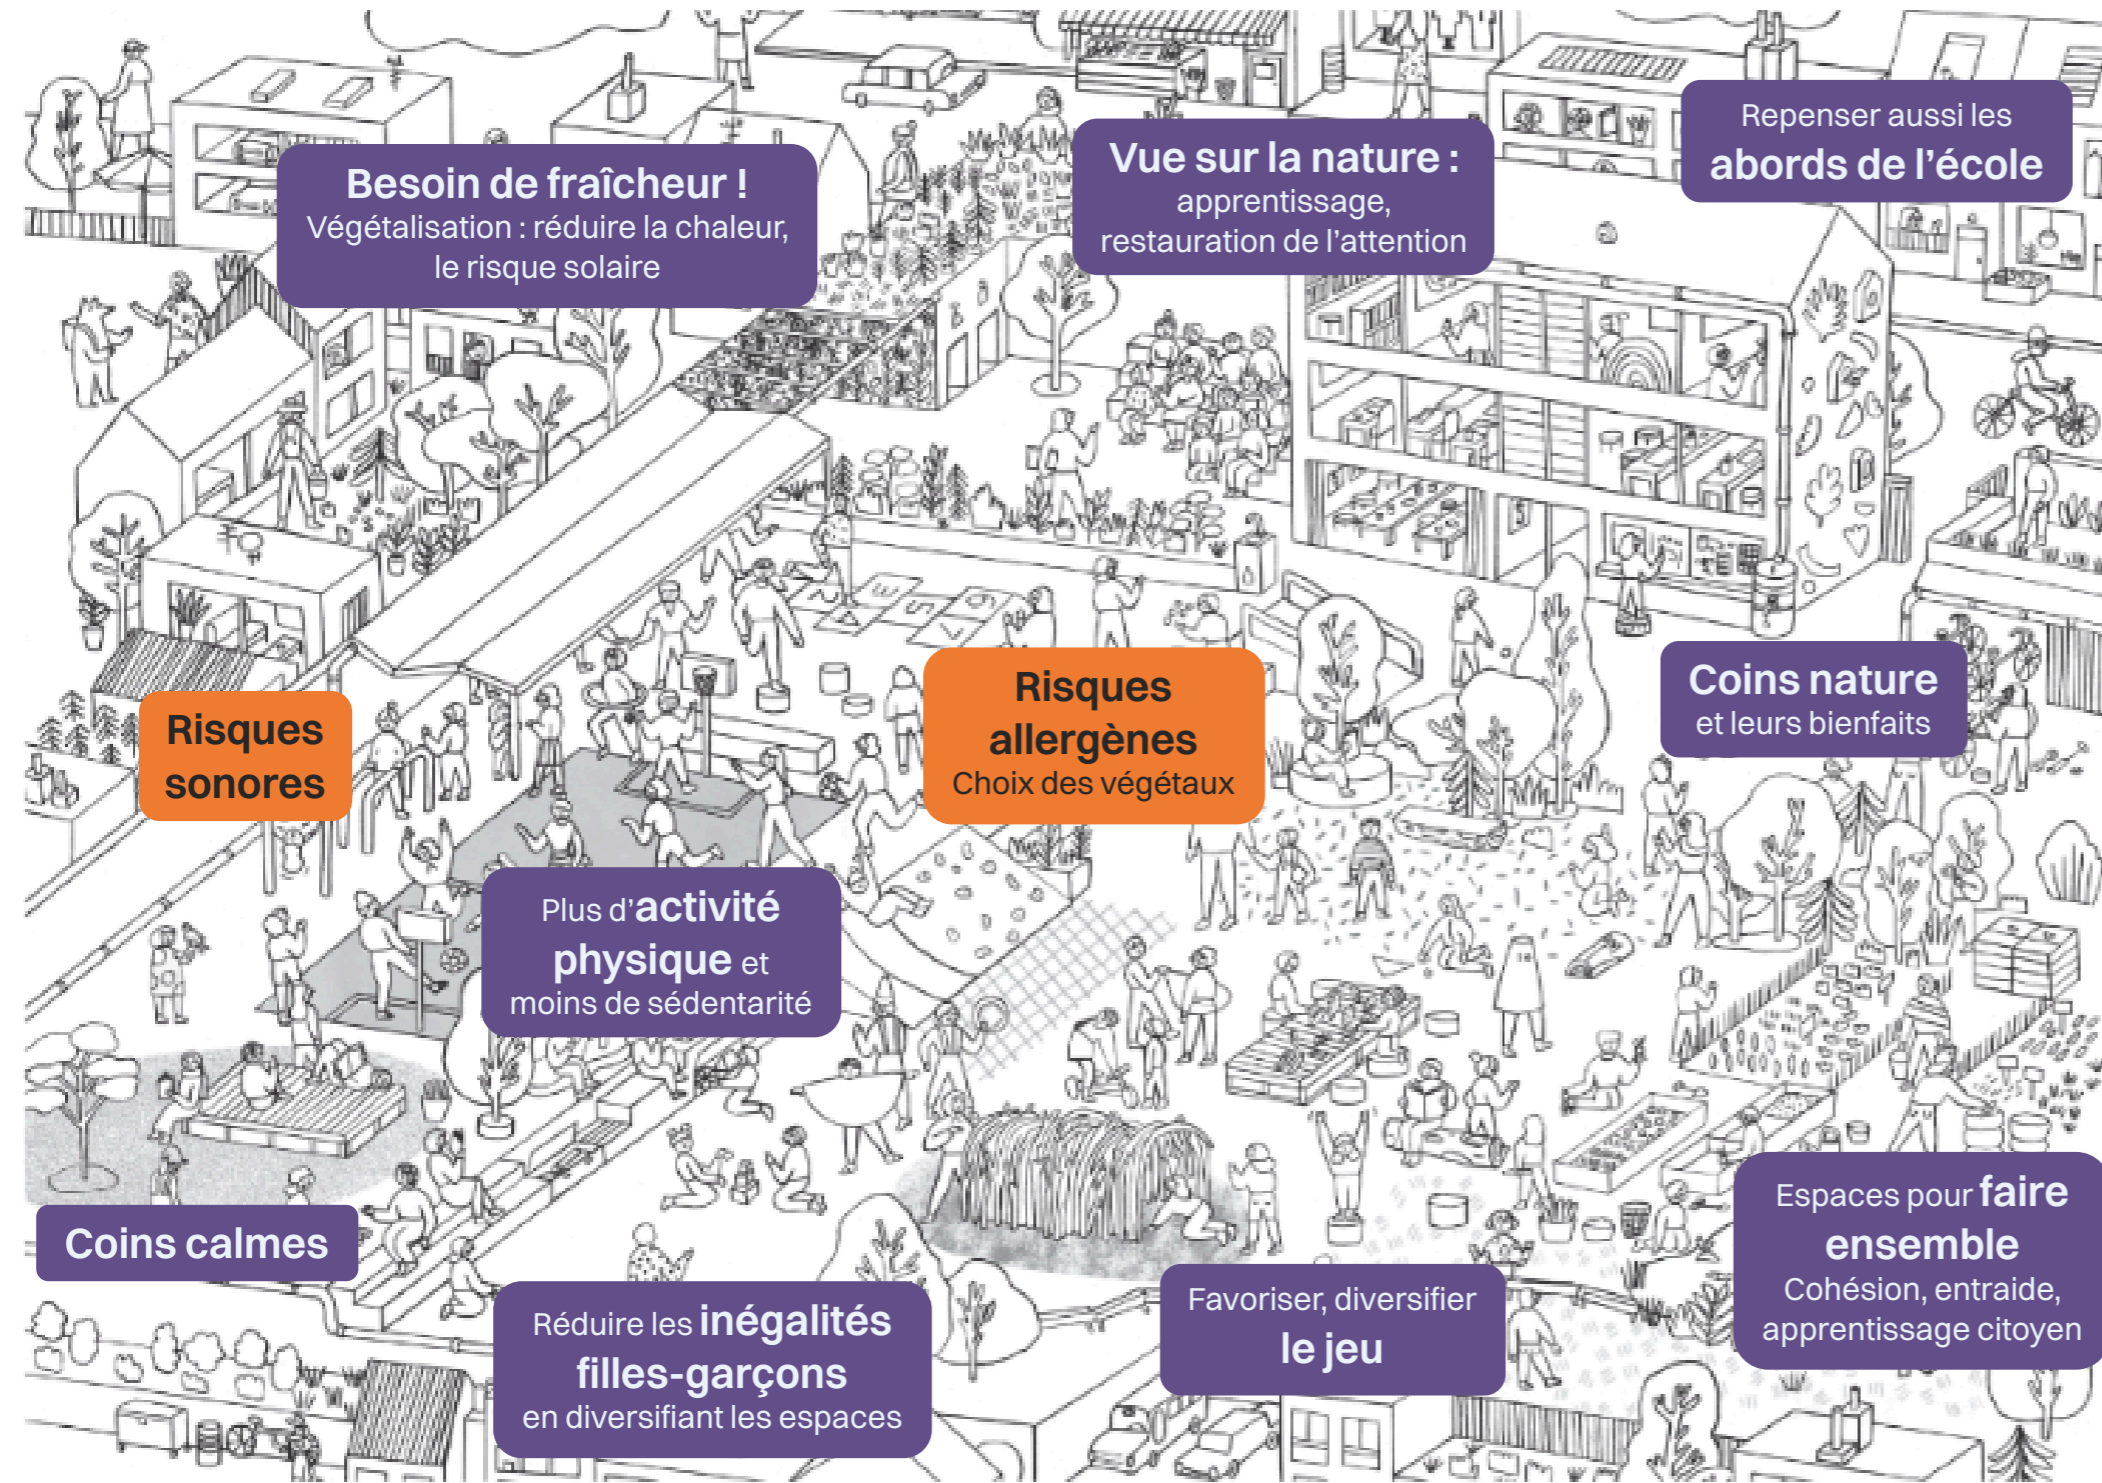 Repenser aussi les
abords de l'école
Vue sur la nature :
apprentissage,
restauration de l'attention
Besoin de fraîcheur !
Végétalisation : réduire la chaleur,
le risque solaire
Risques
sonores
Risques
allergènes
Choix des végétaux
Coins nature
et leurs bienfaits
Plus d'activité
physique et
moins de sédentarité
Coins calmes
Espaces pour faire
ensemble
Cohésion, entraide,
apprentissage citoyen
Réduire les inégalités
filles-garçons
en diversifiant les espaces
Favoriser, diversifier
le jeu